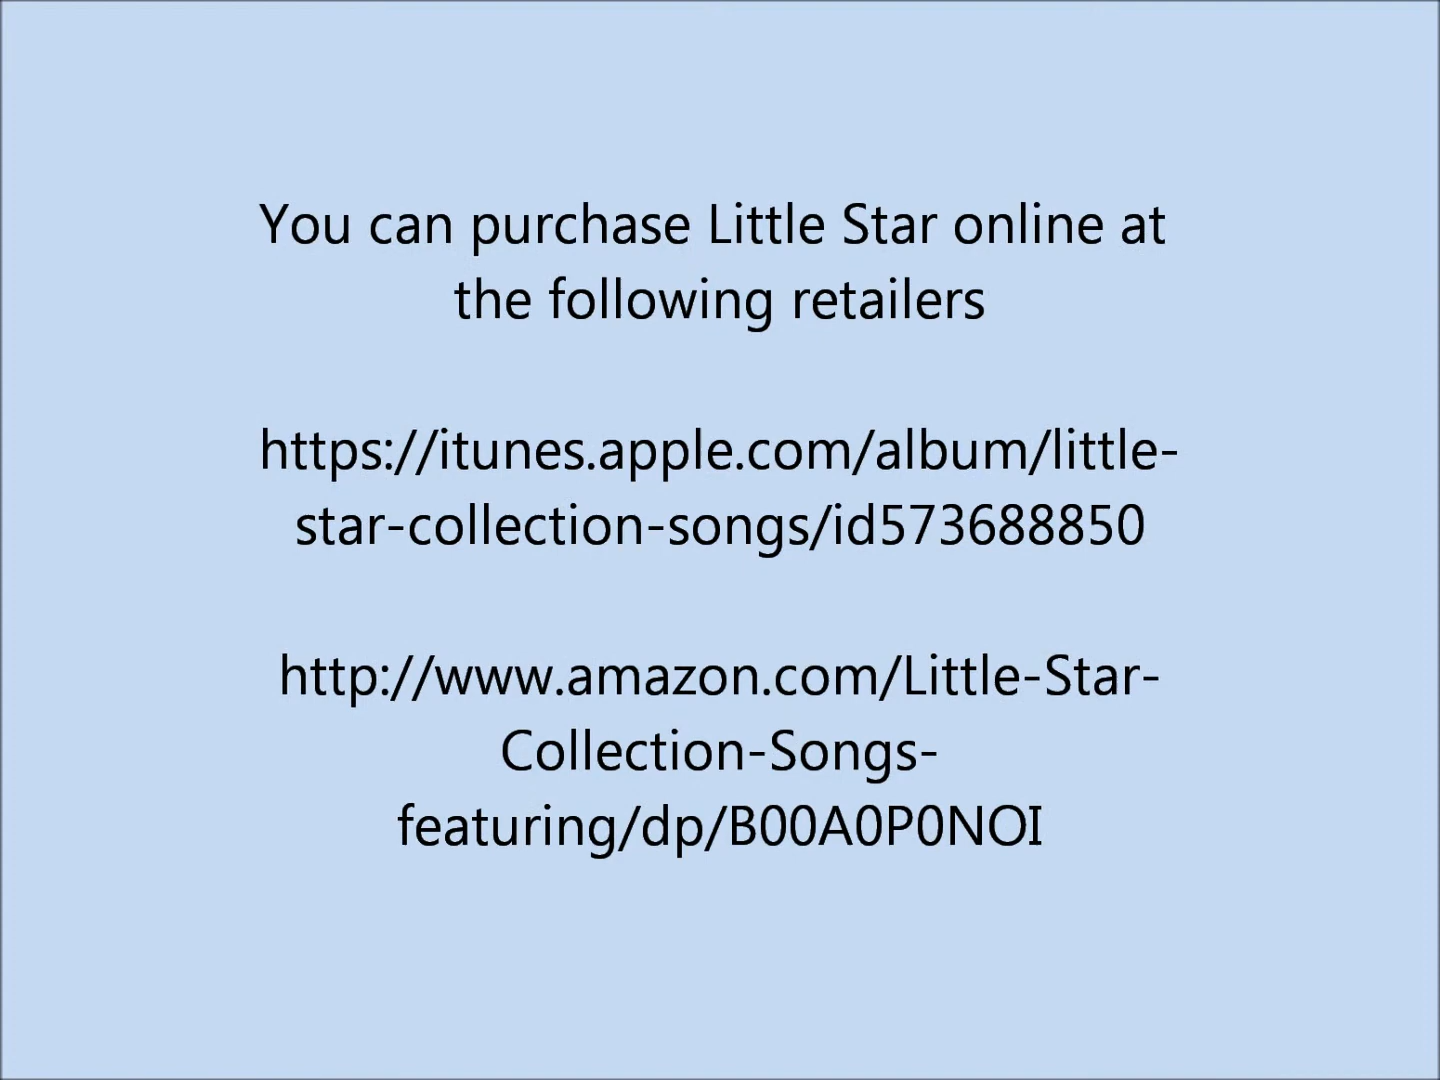 You can purchase Little Star online at
the following retailers
https://itunes.apple.com/album/little-
star-collection-songs/id573688850
http://www.amazon.com/Little-Star-
Collection-Songs-
featuring/dp/B00A0P0NOI